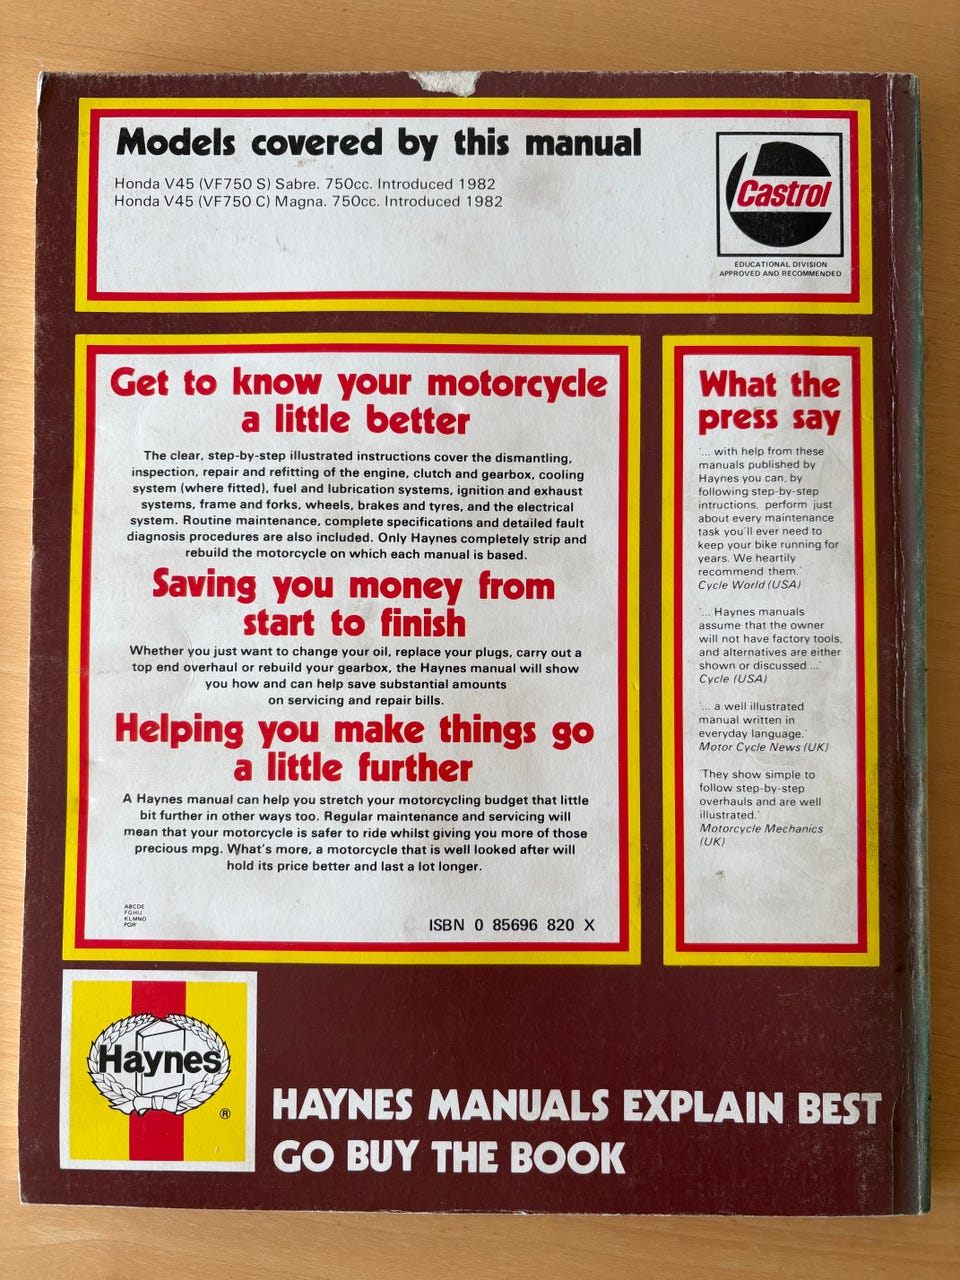 Models covered by this manual
Honda V45 (VF750 S) Sabre. 750cc. Introduced 1982
Honda V45 (VF750 C) Magna. 750cc. Introduced 1982
Castrol
EDUCATIONAL DIVISION
APPROVED AND RECOMMENDED
Get to know your motorcycle
a little better
The clear, step-by-step illustrated instructions cover the dismantling,
inspection, repair and refitting of the engine, clutch and gearbox, cooling
system (where fitted), fuel and lubrication systems, ignition and exhaust
systems, frame and forks, wheels, brakes and tyres, and the electrical
system. Routine maintenance, complete specifications and detailed fault
diagnosis procedures are also included. Only Haynes completely strip and
rebuild the motorcycle on which each manual is based.
Saving you money from
start to finish
Whether you just want to change your oil, replace your plugs, carry out a
top end overhaul or rebuild your gearbox, the Haynes manual will show
you how and can help save substantial amounts
on servicing and repair bills.
Helping you make things go
a little further
A Haynes manual can help you stretch your motorcycling budget that little
bit further in other ways too. Regular maintenance and servicing will
mean that your motorcycle is safer to ride whilst giving you more of those
precious mpg. What's more, a motorcycle that is well looked after will
hold its price better and last a lot longer.
ABCDE
FGHIJ
KLMNO
PQR
ISBN 0 85696 820 X
What the
press say
'... with help from these
manuals published by
Haynes you can, by
following step-by-step
intructions, perform just
about every maintenance
task you'll ever need to
keep your bike running for
years. We heartily
recommend them.'
Cycle World (USA)
'... Haynes manuals
assume that the owner
will not have factory tools,
and alternatives are either
shown or discussed ...'
Cycle (USA)
'... a well illustrated
manual written in
everyday language.'
Motor Cycle News (UK)
'They show simple to
follow step-by-step
overhauls and are well
illustrated.'
Motorcycle Mechanics
(UK)
Haynes
®
HAYNES MANUALS EXPLAIN BEST
GO BUY THE BOOK